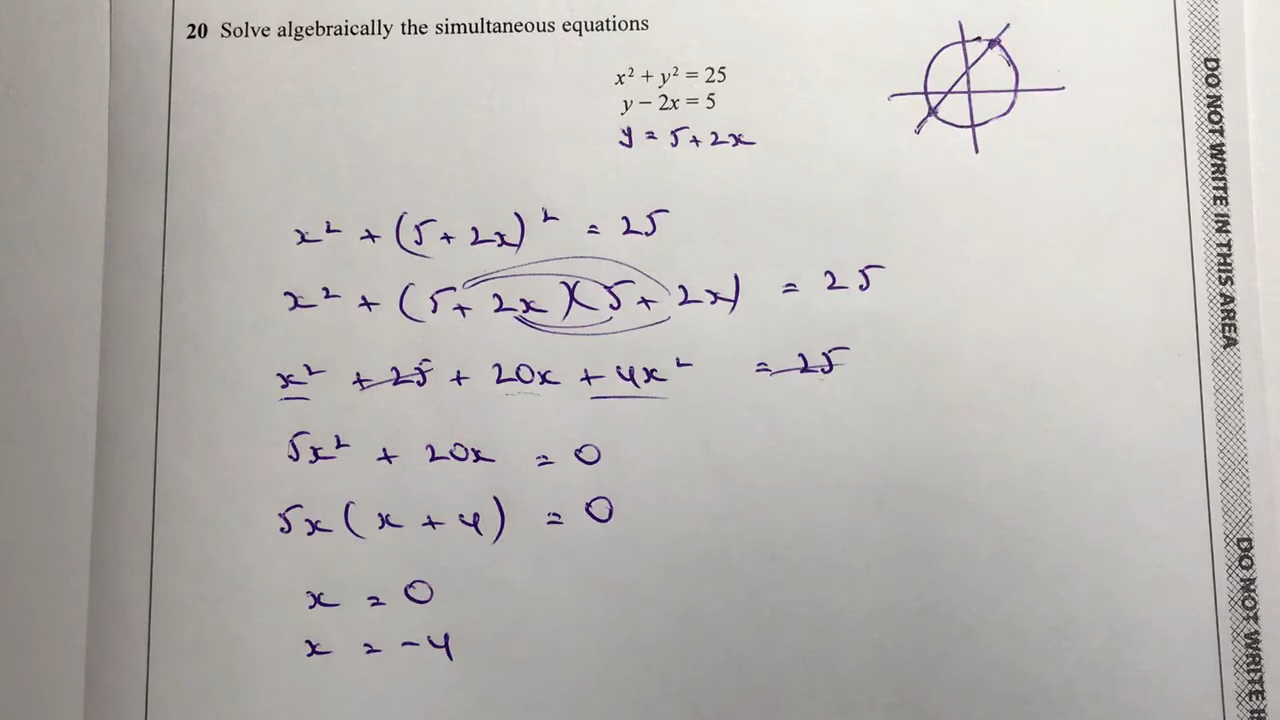 20 Solve algebraically the simultaneous equations
x² + y² = 25
y − 2x = 5
y = 5 + 2x
x² + (5 + 2x)² = 25
x² + (5 + 2x)(5 + 2x) = 25
x² + 25 + 20x + 4x² = 25
5x² + 20x = 0
5x(x + 4) = 0
x = 0
x = -4
DO NOT WRITE IN THIS AREA
DO NOT WRITE